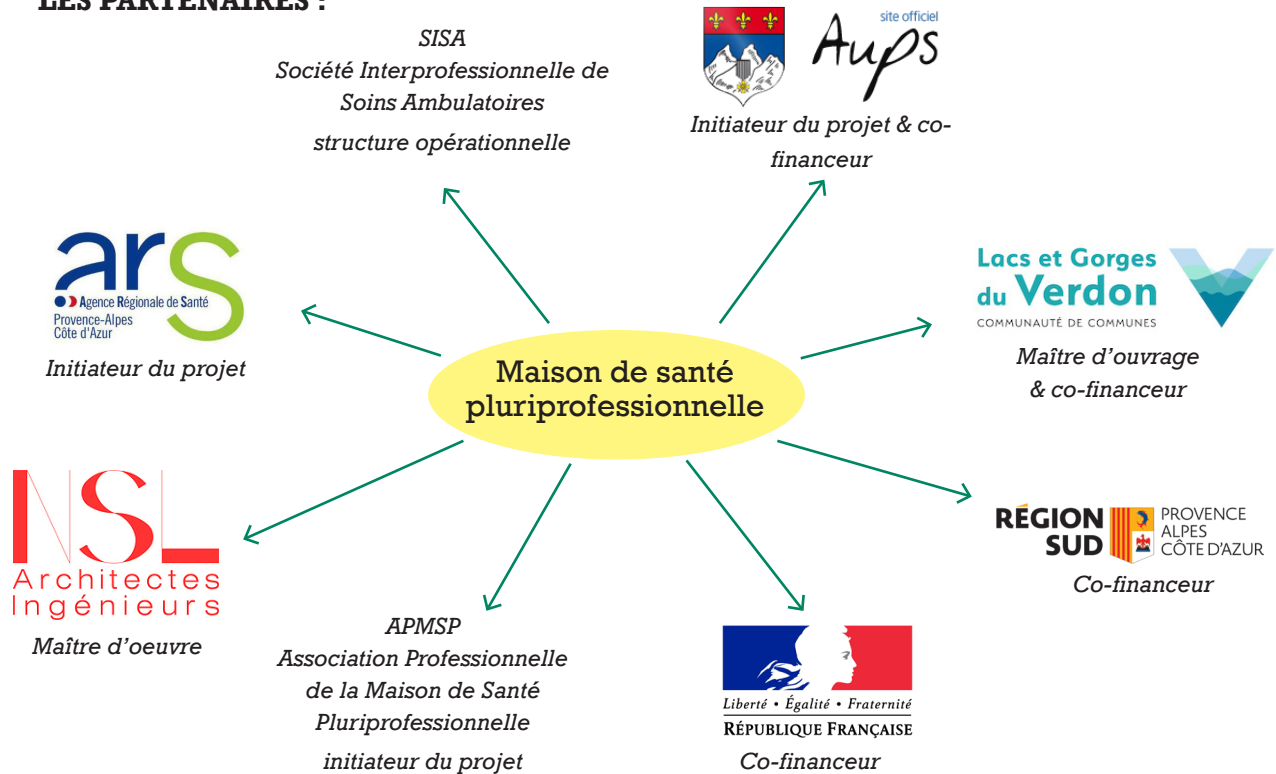 LES PARTENAIRES :
SISA
Société Interprofessionnelle de
Soins Ambulatoires
structure opérationnelle
site officiel
Aups
Initiateur du projet & co-
financeur
ars
Agence Régionale de Santé
Provence-Alpes
Côte d'Azur
Initiateur du projet
Lacs et Gorges
du Verdon
COMMUNAUTÉ DE COMMUNES
Maître d’ouvrage
& co-financeur
Maison de santé
pluriprofessionnelle
NSL
Architectes
Ingénieurs
Maître d’oeuvre
RÉGION
SUD
PROVENCE
ALPES
CÔTE D'AZUR
Co-financeur
APMSP
Association Professionnelle
de la Maison de Santé
Pluriprofessionnelle
initiateur du projet
Liberté • Égalité • Fraternité
RÉPUBLIQUE FRANÇAISE
Co-financeur